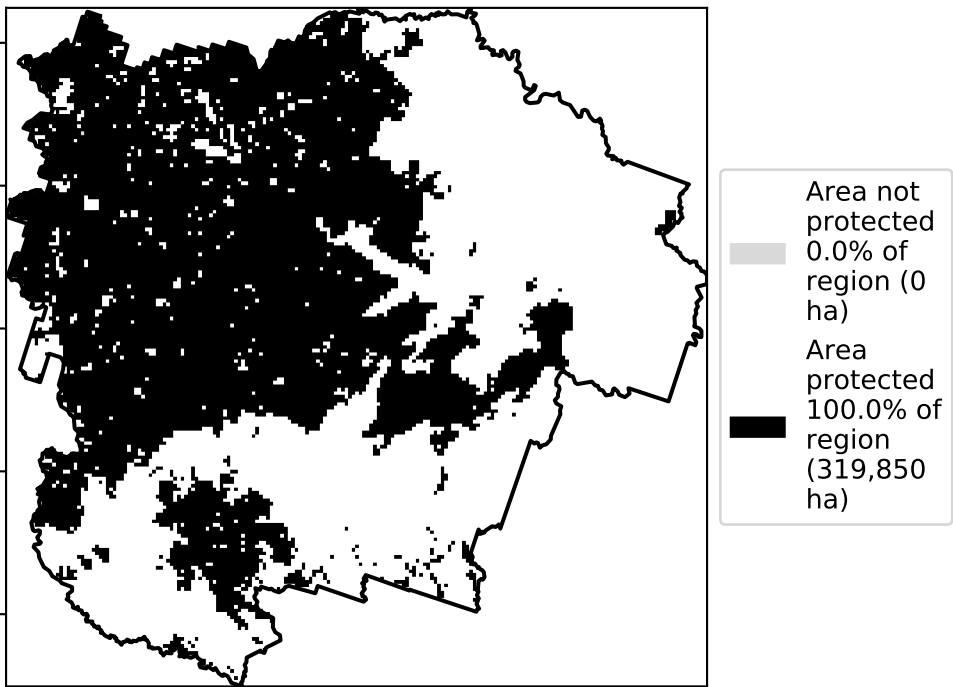 Area not
protected
0.0% of
region (0
ha)
Area
protected
100.0% of
region
(319,850
ha)